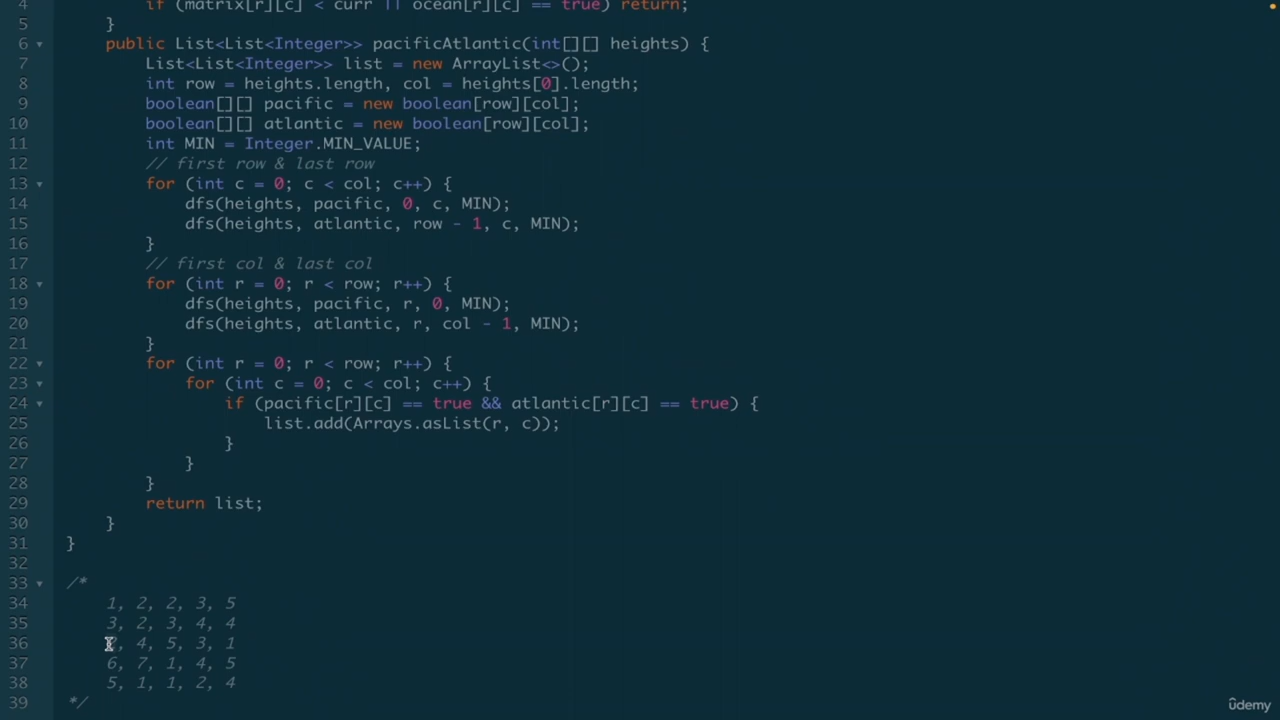 4 if (matrix[r][c] < curr || ocean[r][c] == true) return;
5 }
6 public List<List<Integer>> pacificAtlantic(int[][] heights) {
7 List<List<Integer>> list = new ArrayList<>();
8 int row = heights.length, col = heights[0].length;
9 boolean[][] pacific = new boolean[row][col];
10 boolean[][] atlantic = new boolean[row][col];
11 int MIN = Integer.MIN_VALUE;
12 // first row & last row
13 for (int c = 0; c < col; c++) {
14 dfs(heights, pacific, 0, c, MIN);
15 dfs(heights, atlantic, row - 1, c, MIN);
16 }
17 // first col & last col
18 for (int r = 0; r < row; r++) {
19 dfs(heights, pacific, r, 0, MIN);
20 dfs(heights, atlantic, r, col - 1, MIN);
21 }
22 for (int r = 0; r < row; r++) {
23 for (int c = 0; c < col; c++) {
24 if (pacific[r][c] == true && atlantic[r][c] == true) {
25 list.add(Arrays.asList(r, c));
26 }
27 }
28 }
29 return list;
30 }
31 }
32
33 /*
34 1, 2, 2, 3, 5
35 3, 2, 3, 4, 4
36 , 4, 5, 3, 1
37 6, 7, 1, 4, 5
38 5, 1, 1, 2, 4
39 */
udemy